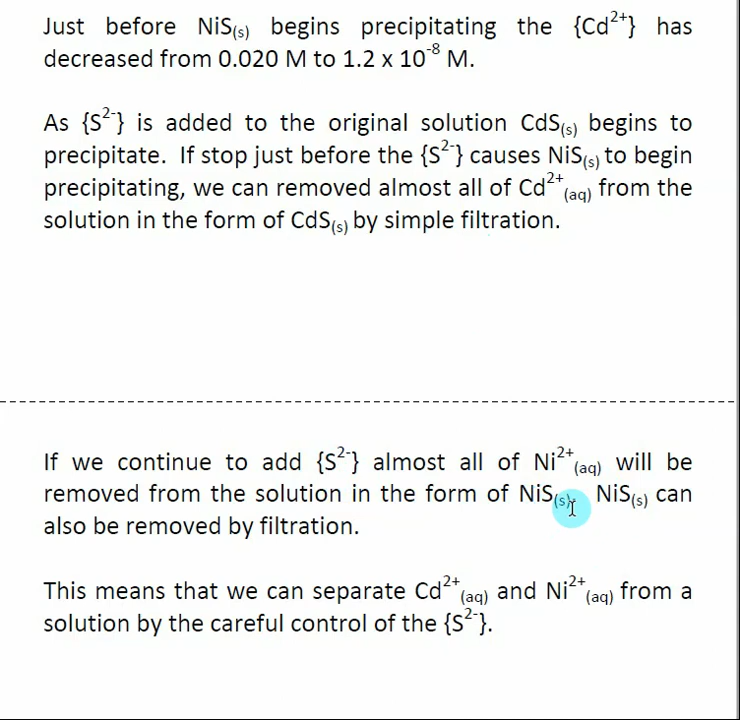 Just before NiS(s) begins precipitating the {Cd²⁺} has
decreased from 0.020 M to 1.2 x 10⁻⁸ M.
As {S²⁻} is added to the original solution CdS(s) begins to
precipitate. If stop just before the {S²⁻} causes NiS(s) to begin
precipitating, we can removed almost all of Cd²⁺(aq) from the
solution in the form of CdS(s) by simple filtration.
If we continue to add {S²⁻} almost all of Ni²⁺(aq) will be
removed from the solution in the form of NiS(s). NiS(s) can
also be removed by filtration.
This means that we can separate Cd²⁺(aq) and Ni²⁺(aq) from a
solution by the careful control of the {S²⁻}.